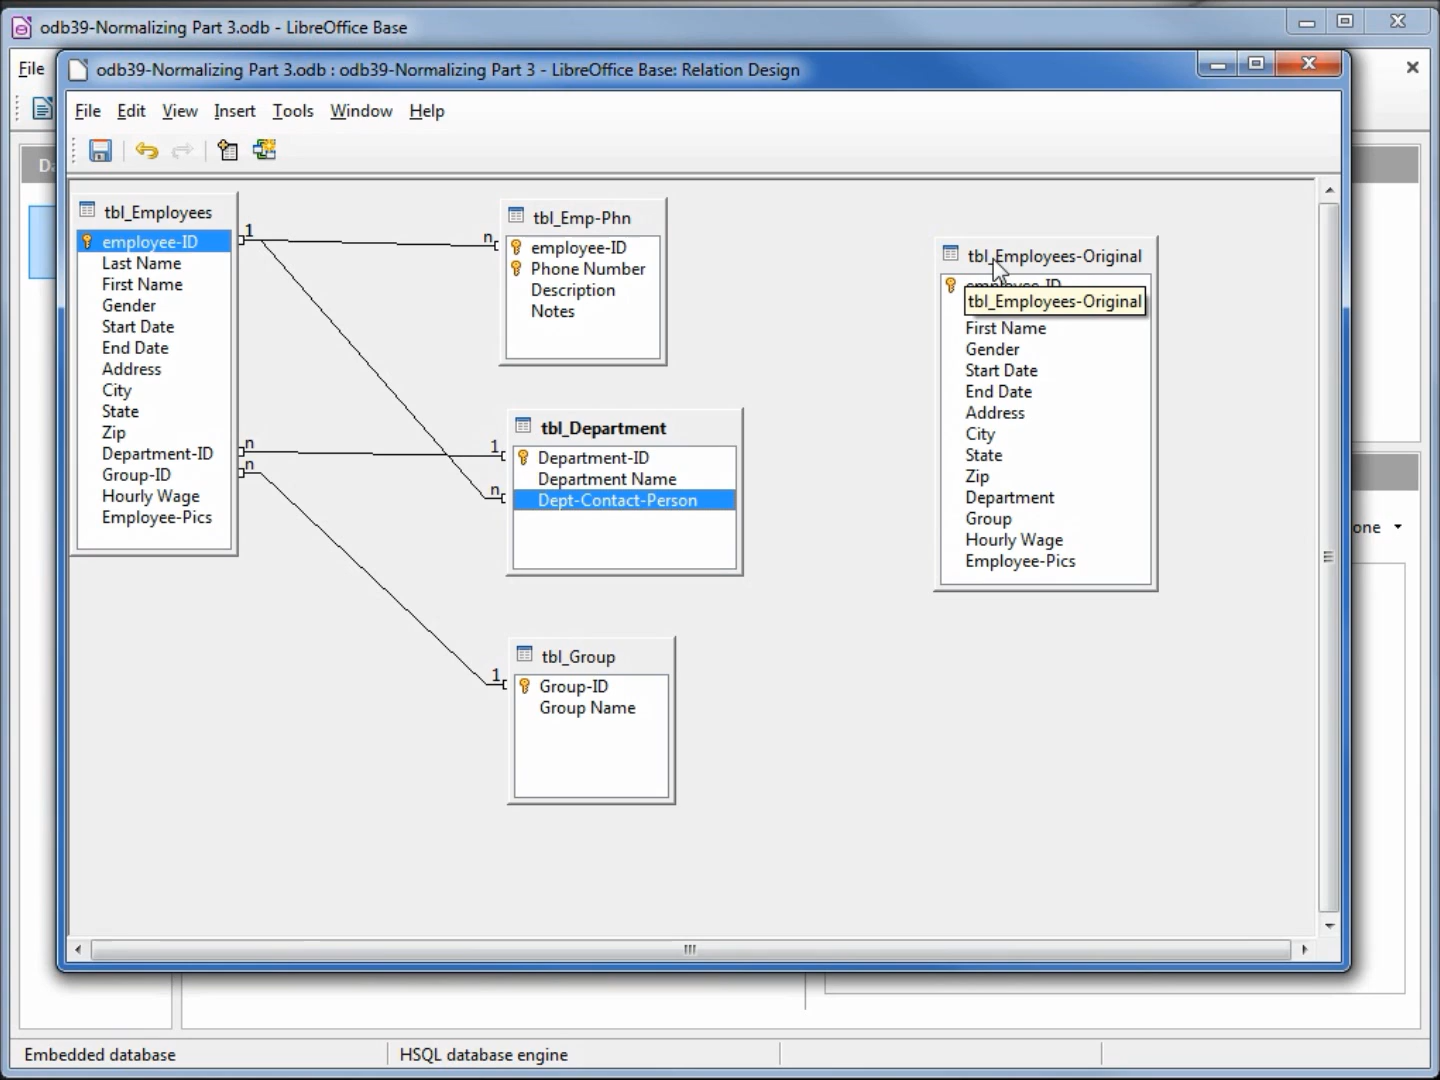 odb39-Normalizing Part 3.odb - LibreOffice Base
File
odb39-Normalizing Part 3.odb : odb39-Normalizing Part 3 - LibreOffice Base: Relation Design
File Edit View Insert Tools Window Help
Da
tbl_Employees
employee-ID
Last Name
First Name
Gender
Start Date
End Date
Address
City
State
Zip
Department-ID
Group-ID
Hourly Wage
Employee-Pics
1
n
n
n
1
n
1
tbl_Emp-Phn
employee-ID
Phone Number
Description
Notes
tbl_Department
Department-ID
Department Name
Dept-Contact-Person
tbl_Group
Group-ID
Group Name
tbl_Employees-Original
employee-ID
tbl_Employees-Original
First Name
Gender
Start Date
End Date
Address
City
State
Zip
Department
Group
Hourly Wage
Employee-Pics
one
Embedded database
HSQL database engine